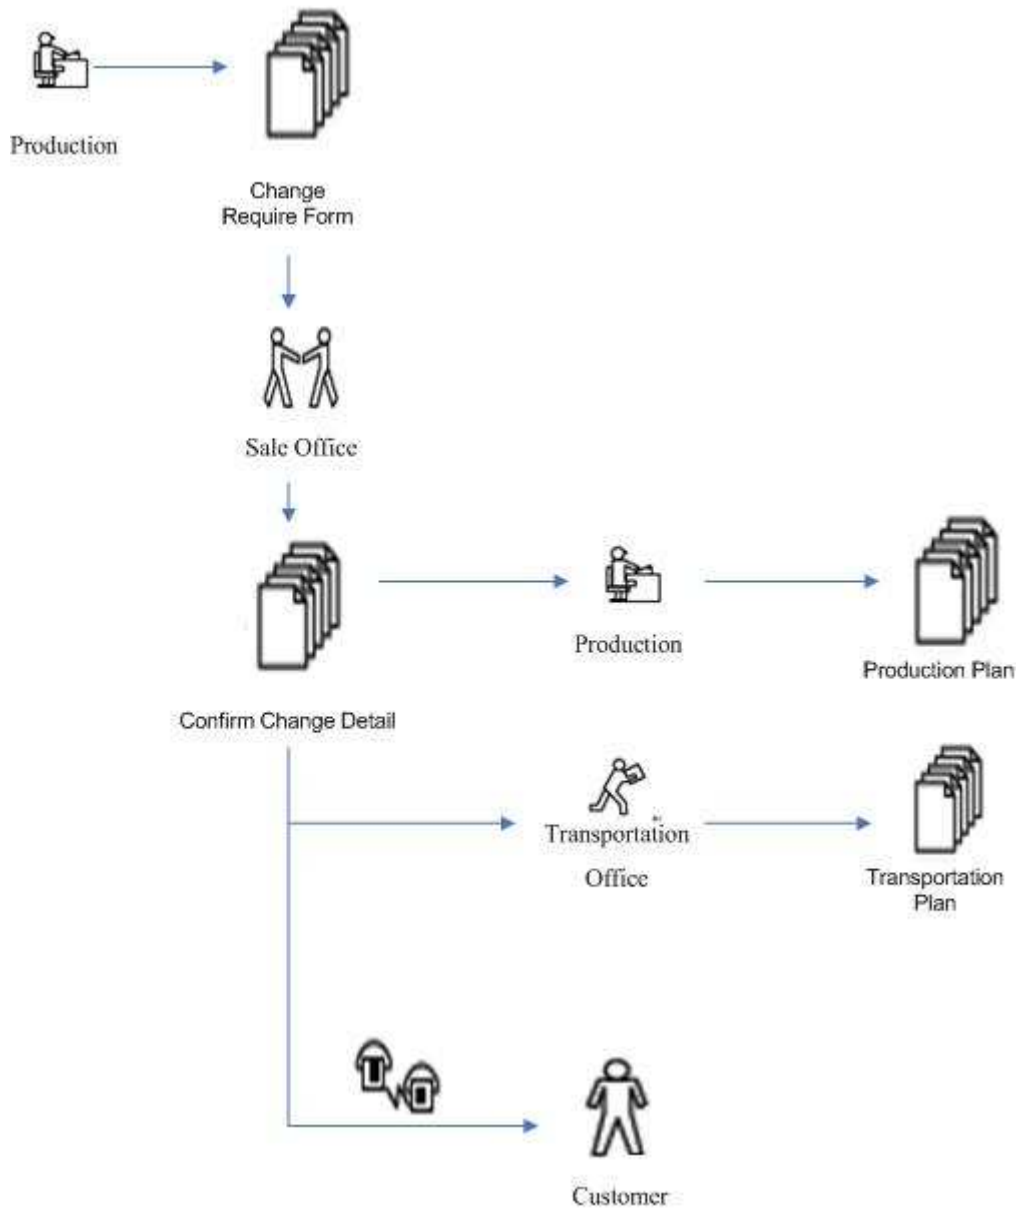 Production
Change
Require Form
Sale Office
Production
Production Plan
Confirm Change Detail
Transportation
Office
Transportation
Plan
Customer